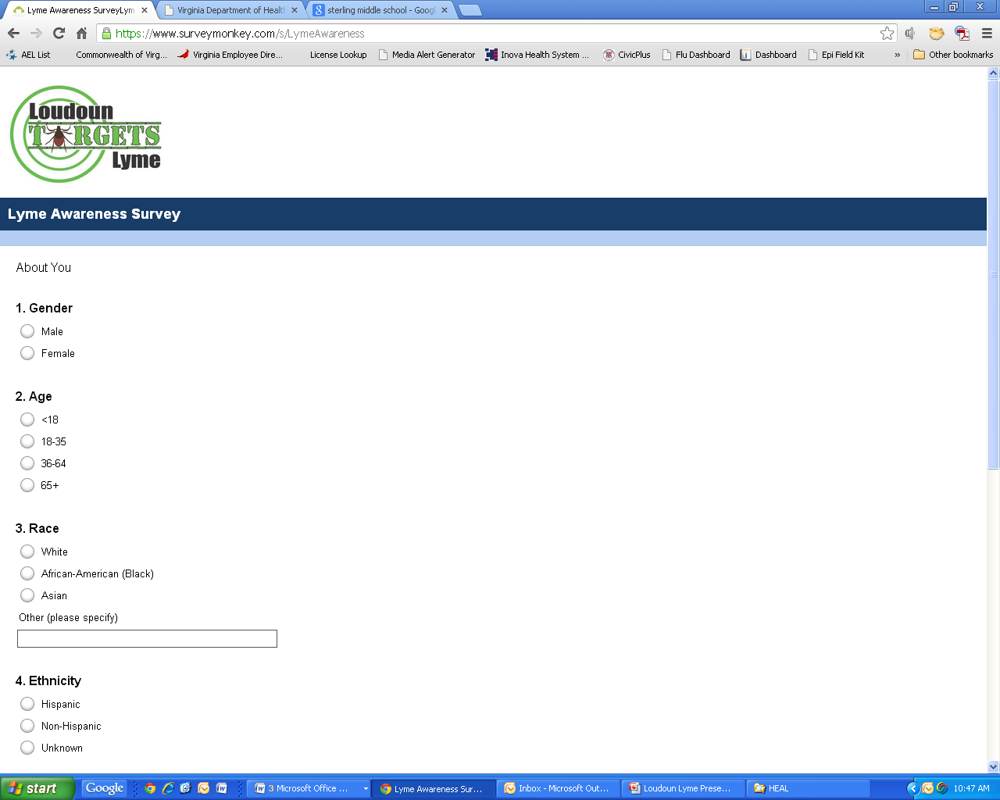 Lyme Awareness SurveyLym
Virginia Department of Health
sterling middle school - Goog
https://www.surveymonkey.com/s/LymeAwareness
AEL List
Commonwealth of Virg...
Virginia Employee Dire...
License Lookup
Media Alert Generator
Inova Health System ...
CivicPlus
Flu Dashboard
Dashboard
Epi Field Kit
»
Other bookmarks
Loudoun
TARGETS
Lyme
Lyme Awareness Survey
About You
1. Gender
Male
Female
2. Age
<18
18-35
36-64
65+
3. Race
White
African-American (Black)
Asian
Other (please specify)
4. Ethnicity
Hispanic
Non-Hispanic
Unknown
start
Google
3 Microsoft Office ...
Lyme Awareness Sur...
Inbox - Microsoft Out...
Loudoun Lyme Prese...
HEAL
10:47 AM